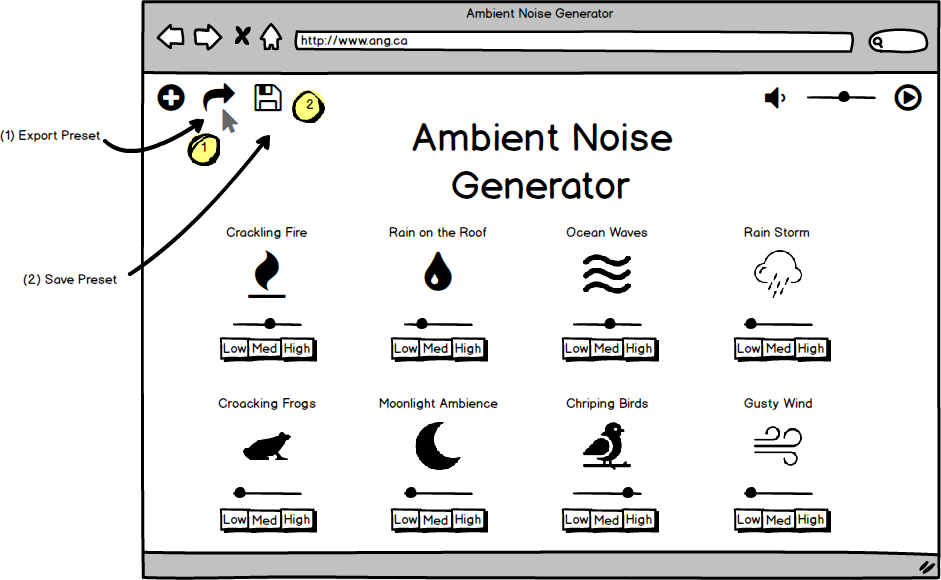 Ambient Noise Generator
http://www.ang.ca
(1) Export Preset
1
2
(2) Save Preset
Ambient Noise
Generator
Crackling Fire Rain on the Roof Ocean Waves Rain Storm
Low Med High Low Med High Low Med High Low Med High
Croacking Frogs Moonlight Ambience Chriping Birds Gusty Wind
Low Med High Low Med High Low Med High Low Med High